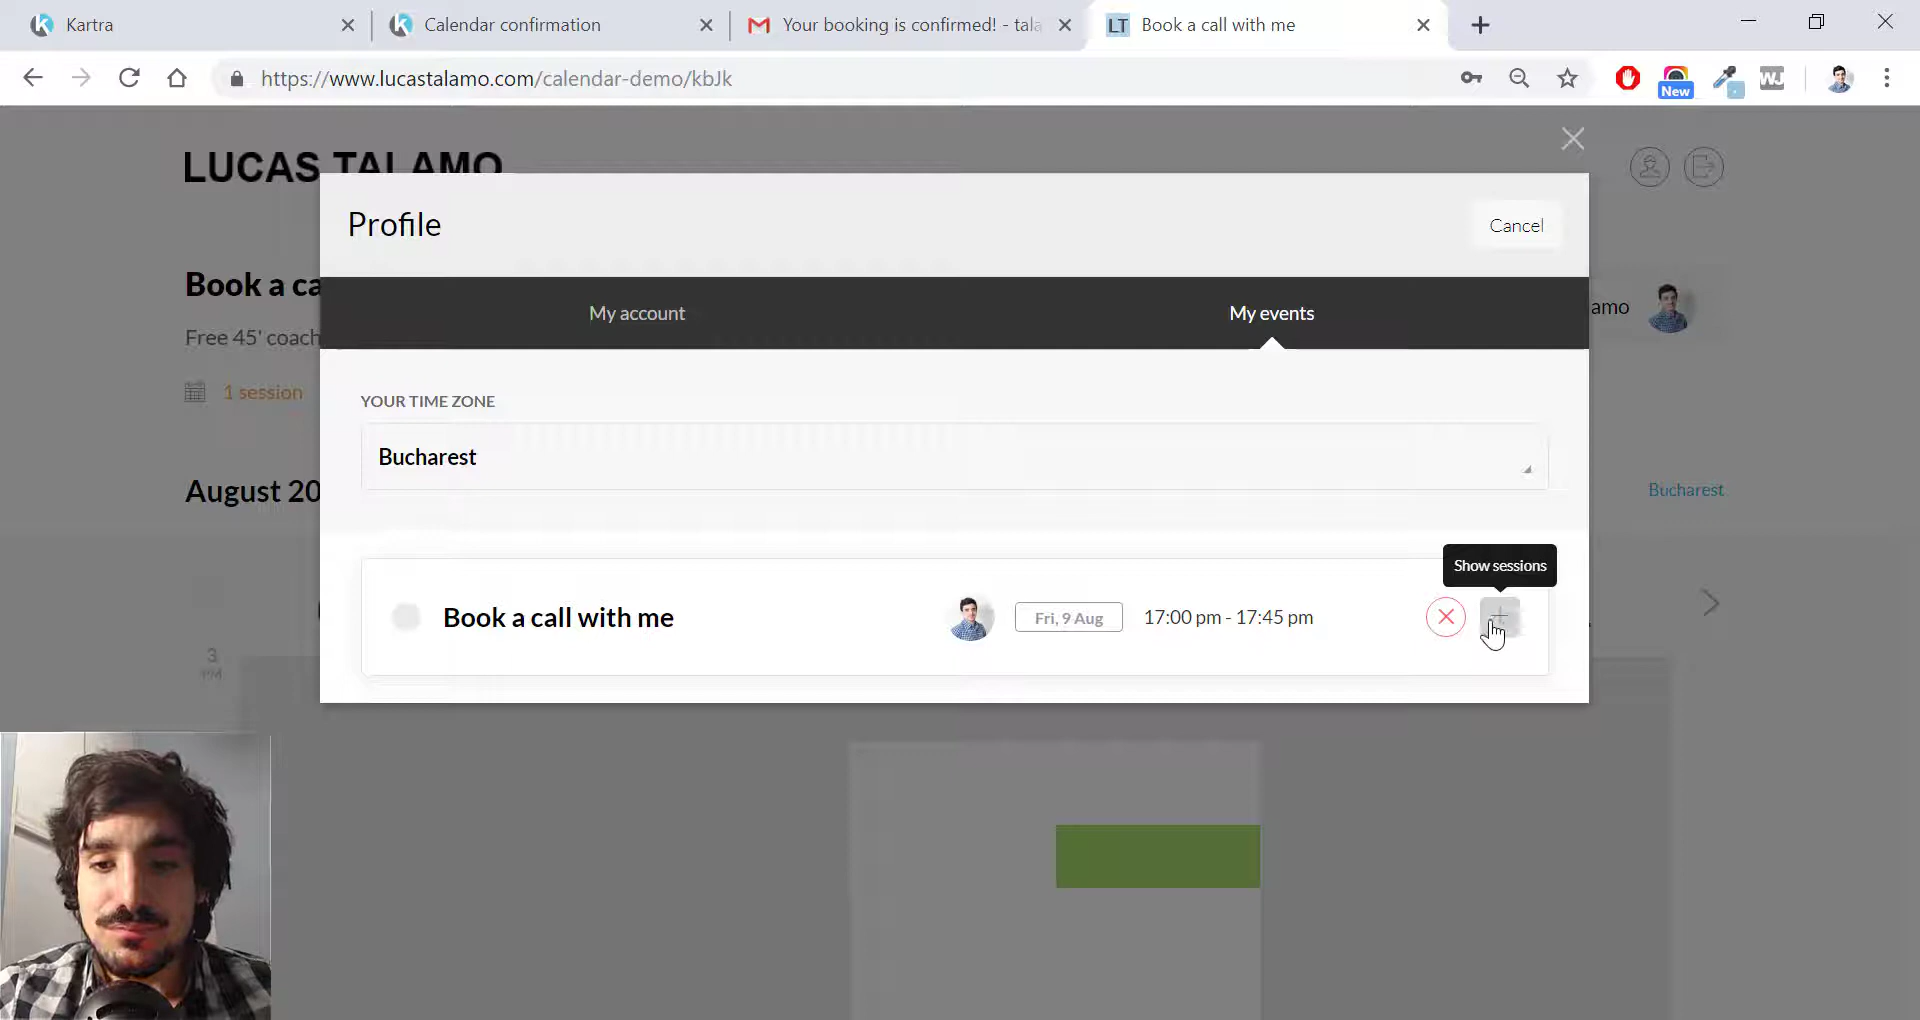 Kartra
Calendar confirmation
Your booking is confirmed! - tala
LT Book a call with me
https://www.lucastalamo.com/calendar-demo/kbJk
New
WJ
LUCAS TALAMO
Profile
Cancel
Book a ca
My account
My events
amo
Free 45' coach
1 session
YOUR TIME ZONE
Bucharest
August 20
Bucharest
Show sessions
Book a call with me
Fri, 9 Aug
17:00 pm - 17:45 pm
3
PM